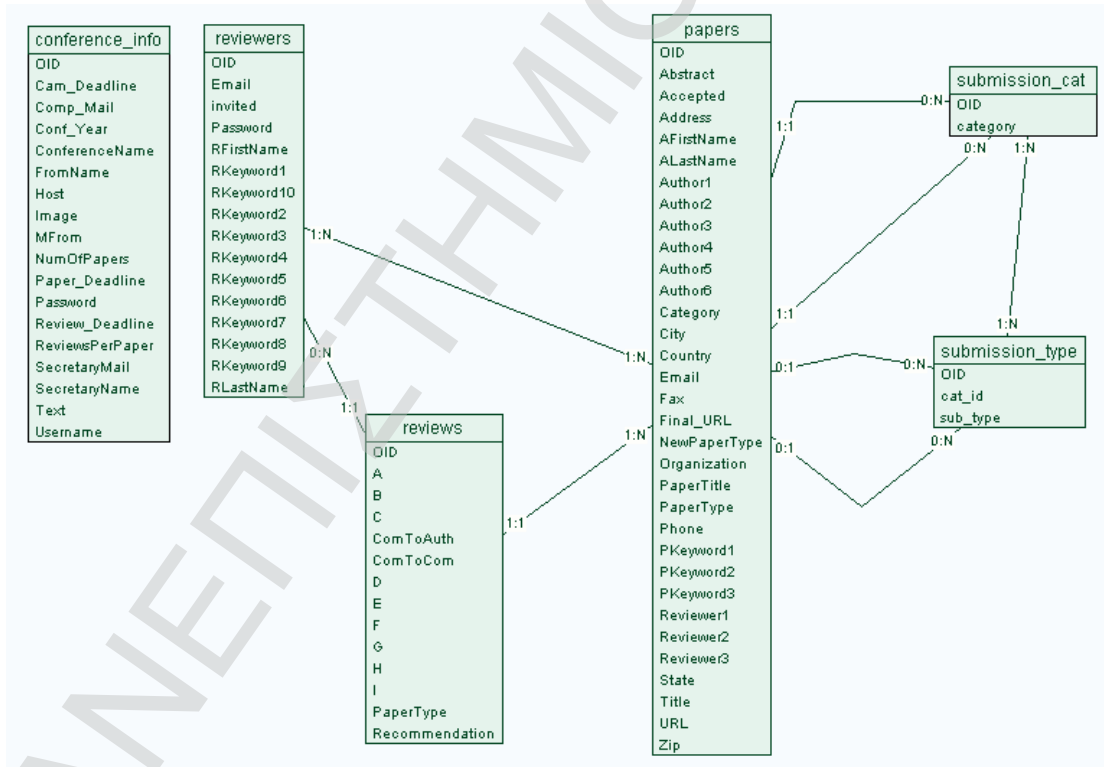 conference_info
OID
Cam_Deadline
Comp_Mail
Conf_Year
ConferenceName
FromName
Host
Image
MFrom
NumOfPapers
Paper_Deadline
Password
Review_Deadline
ReviewsPerPaper
SecretaryMail
SecretaryName
Text
Username
reviewers
OID
Email
invited
Password
RFirstName
RKeyword1
RKeyword10
RKeyword2
RKeyword3
RKeyword4
RKeyword5
RKeyword6
RKeyword7
RKeyword8
RKeyword9
RLastName
1:N
1:N
0:N
1:1
reviews
OID
A
B
C
ComToAuth
ComToCom
D
E
F
G
H
I
PaperType
Recommendation
1:1
1:N
papers
OID
Abstract
Accepted
Address
AFirstName
ALastName
Author1
Author2
Author3
Author4
Author5
Author6
Category
City
Country
Email
Fax
Final_URL
NewPaperType
Organization
PaperTitle
PaperType
Phone
PKeyword1
PKeyword2
PKeyword3
Reviewer1
Reviewer2
Reviewer3
State
Title
URL
Zip
1:1
0:N
1:1
0:N
0:1
0:N
0:1
0:N
submission_cat
OID
category
1:N
1:N
submission_type
OID
cat_id
sub_type
ΑΝΕΠΙΣΤΗΜΙΟ